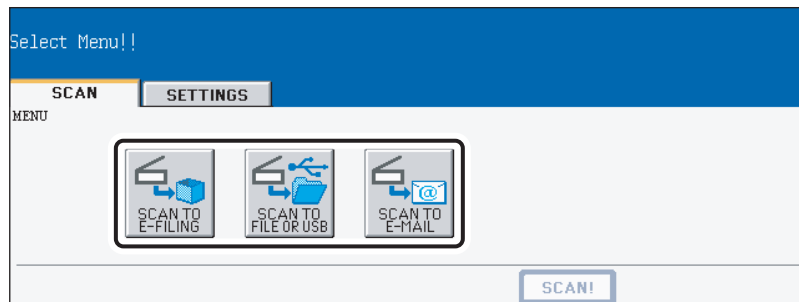 Select Menu!!
SCAN
SETTINGS
MENU
SCAN TO
E-FILING
SCAN TO
FILE OR USB
@
SCAN TO
E-MAIL
SCAN!